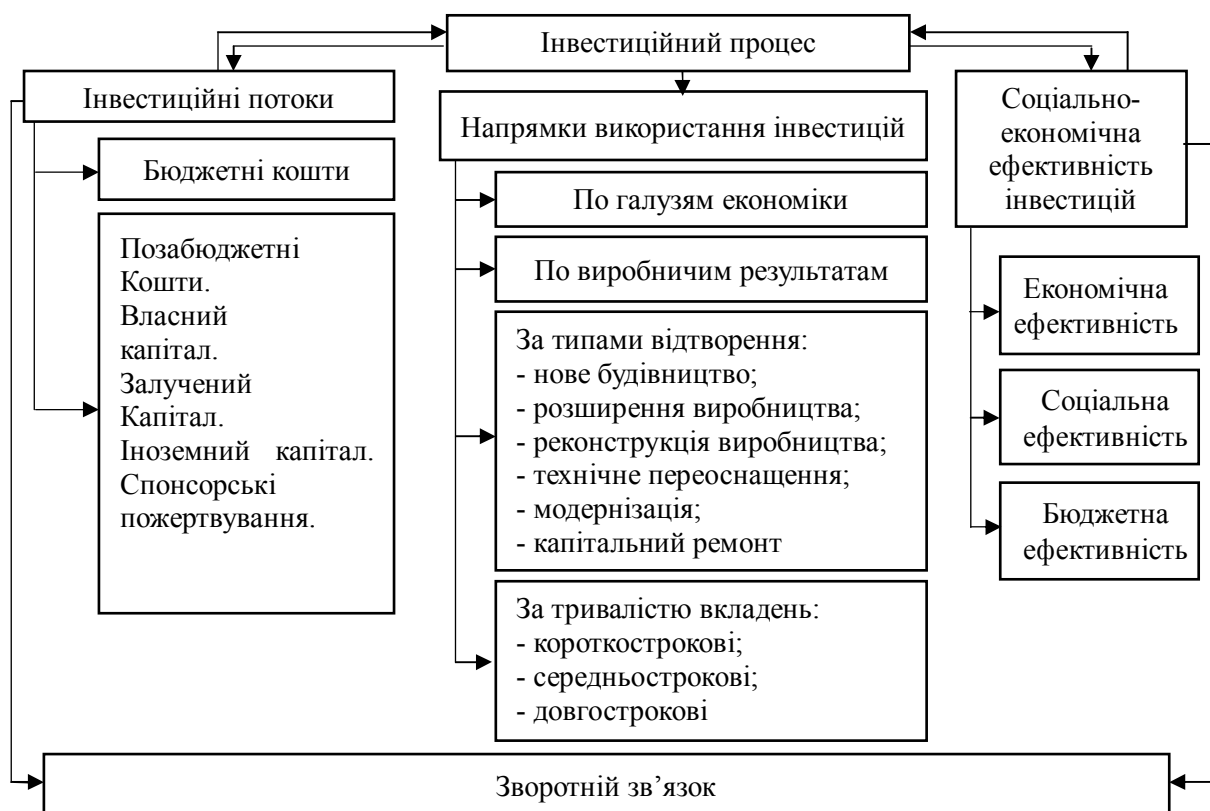 Інвестиційний процес
Інвестиційні потоки
Бюджетні кошти
Позабюджетні
Кошти.
Власний
капітал.
Залучений
Капітал.
Іноземний капітал.
Спонсорські
пожертвування.
Напрямки використання інвестицій
По галузям економіки
По виробничим результатам
За типами відтворення:
- нове будівництво;
- розширення виробництва;
- реконструкція виробництва;
- технічне переоснащення;
- модернізація;
- капітальний ремонт
За тривалістю вкладень:
- короткострокові;
- середньострокові;
- довгострокові
Соціально-
економічна
ефективність
інвестицій
Економічна
ефективність
Соціальна
ефективність
Бюджетна
ефективність
Зворотній зв’язок